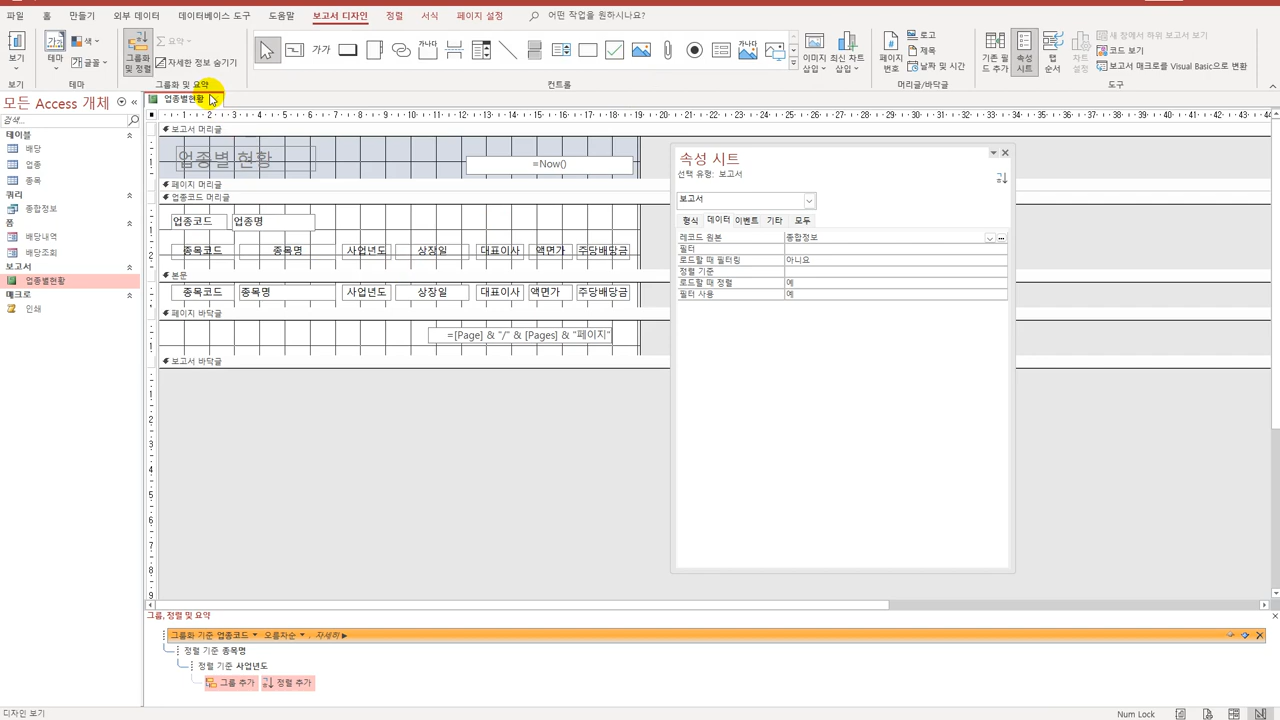 파일 홈 만들기 외부 데이터 데이터베이스 도구 도움말 보고서 디자인 정렬 서식 페이지 설정 어떤 작업을 원하시나요?
보기 테마 색 글꼴 그룹화 및 정렬 요약 자세한 정보 숨기기 가가 가나다 가나다 이미지 삽입 최신 차트 삽입 페이지 번호 로고 제목 날짜 및 시간 기존 필드 추가 속성 시트 탭 순서 차트 설정 새 창에서 하위 보고서 보기 코드 보기 보고서 매크로를 Visual Basic으로 변환
보기 테마 그룹화 및 요약 컨트롤 머리글/바닥글 도구
모든 Access 개체
검색...
테이블
배당
업종
종목
쿼리
종합정보
폼
배당내역
배당조회
보고서
업종별현황
매크로
인쇄
업종별현황
보고서 머리글
업종별 현황 =Now()
페이지 머리글
업종코드 머리글
업종코드 업종명
종목코드 종목명 사업년도 상장일 대표이사 액면가 주당배당금
본문
종목코드 종목명 사업년도 상장일 대표이사 액면가 주당배당금
페이지 바닥글
=[Page] & "/" & [Pages] & "페이지"
보고서 바닥글
속성 시트
선택 유형: 보고서
보고서
형식 데이터 이벤트 기타 모두
레코드 원본 종합정보
필터
로드할 때 필터링 아니요
정렬 기준
로드할 때 정렬 예
필터 사용 예
그룹, 정렬 및 요약
그룹화 기준 업종코드 오름차순 , 자세히
정렬 기준 종목명
정렬 기준 사업년도
그룹 추가 정렬 추가
디자인 보기 Num Lock